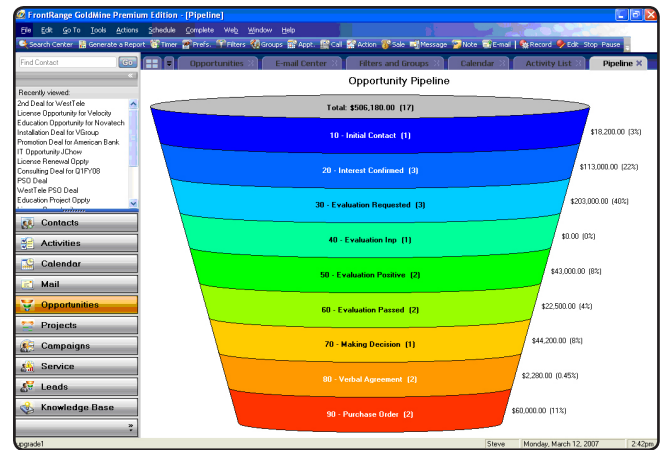 FrontRange GoldMine Premium Edition - [Pipeline]
File Edit Go To Tools Actions Schedule Complete Web Window Help
Search Center Generate a Report Timer Prefs. Filters Groups Appt. Call Action Sale Message Note E-mail Record Edit Stop Pause
Find Contact Go Opportunities E-mail Center Filters and Groups Calendar Activity List Pipeline
Opportunity Pipeline
Recently viewed:
2nd Deal for WestTele
License Opportunity for Velocity
Education Opportunity for Novatech
Installation Deal for VGroup
Promotion Deal for American Bank
IT Opportunity-JChow
License Renewal Oppty
Consulting Deal for Q1FY08
PSO Deal
WestTele PSO Deal
Education Project Oppty
Contacts
Activities
Calendar
Mail
Opportunities
Projects
Campaigns
Service
Leads
Knowledge Base
Total: $506,180.00 (17)
10 - Initial Contact (1) $18,200.00 (3%)
20 - Interest Confirmed (3) $113,000.00 (22%)
30 - Evaluation Requested (3) $203,000.00 (40%)
40 - Evaluation Inp (1) $0.00 (0%)
50 - Evaluation Positive (2) $43,000.00 (8%)
60 - Evaluation Passed (2) $22,500.00 (4%)
70 - Making Decision (1) $44,200.00 (8%)
80 - Verbal Agreement (2) $2,280.00 (0.45%)
90 - Purchase Order (2) $60,000.00 (11%)
upgrade1 Steve Monday, March 12, 2007 2:42pm